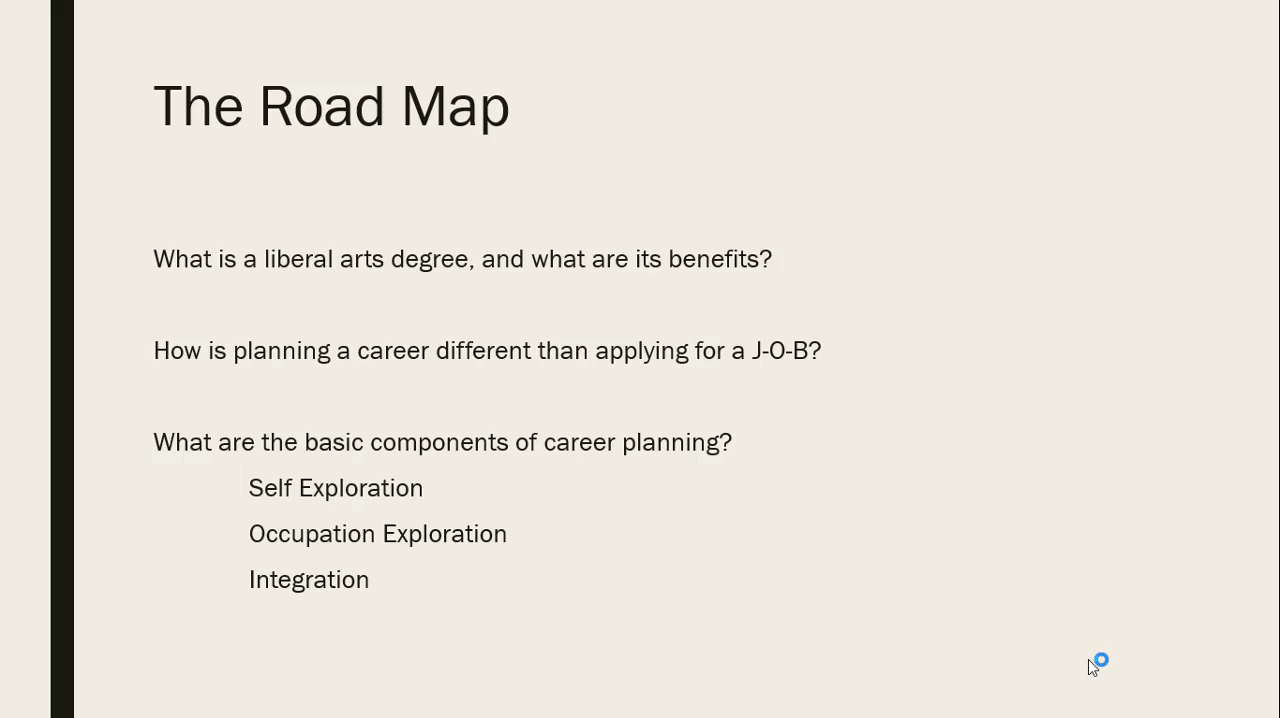 The Road Map
What is a liberal arts degree, and what are its benefits?
How is planning a career different than applying for a J-O-B?
What are the basic components of career planning?
Self Exploration
Occupation Exploration
Integration